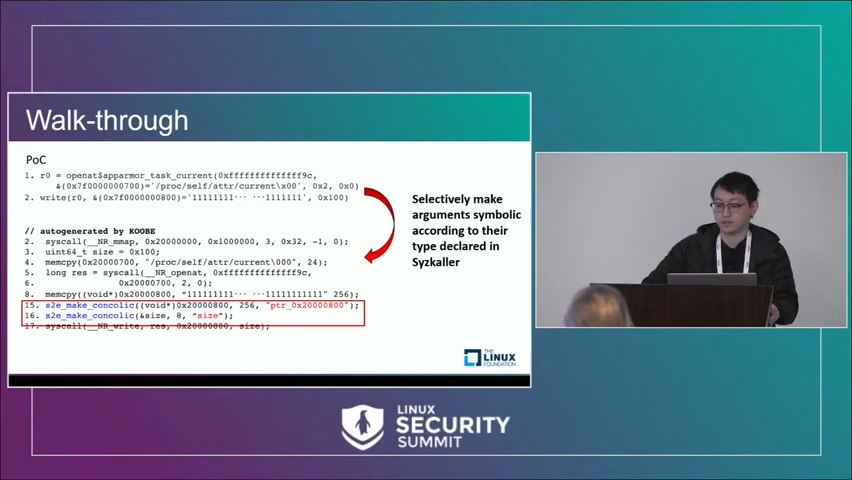 Walk-through
PoC
1. r0 = openat$apparmor_task_current(0xffffffffffffff9c,
&(0x7f0000000700)='/proc/self/attr/current\x00', 0x2, 0x0)
2. write(r0, &(0x7f0000000800)='11111111··· ···1111111', 0x100)
// autogenerated by KOOBE
2. syscall(__NR_mmap, 0x20000000, 0x1000000, 3, 0x32, -1, 0);
3. uint64_t size = 0x100;
4. memcpy(0x20000700, "/proc/self/attr/current\000", 24);
5. long res = syscall(__NR_openat, 0xffffffffffffff9c,
6. 0x20000700, 2, 0);
8. memcpy((void*)0x20000800, "111111111··· ···11111111111" 256);
15. s2e_make_concolic((void*)0x20000800, 256, "ptr_0x20000800");
16. s2e_make_concolic(&size, 8, "size");
17. syscall(__NR_write, res, 0x20000800, size);
Selectively make
arguments symbolic
according to their
type declared in
Syzkaller
THE
LINUX
FOUNDATION
LINUX
SECURITY
SUMMIT